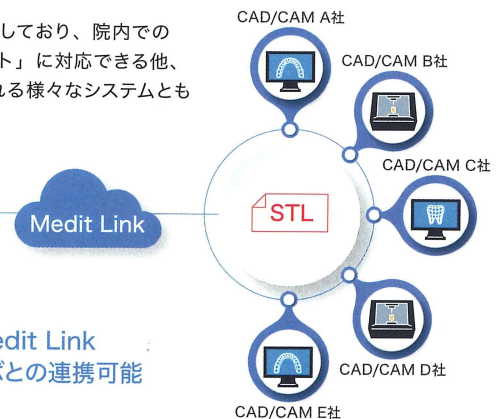 しており、院内での
ト」に対応できる他、
れる様々なシステムとも
CAD/CAM A社
CAD/CAM B社
CAD/CAM C社
STL
Medit Link
edit Link
ドとの連携可能
CAD/CAM D社
CAD/CAM E社